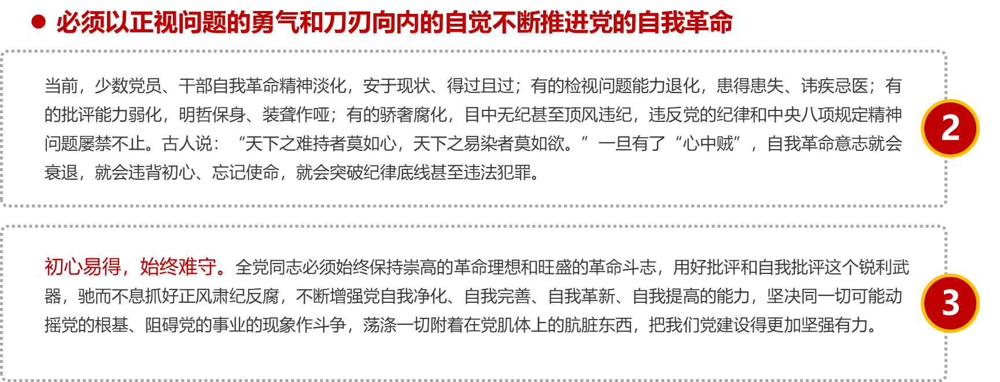 ● 必须以正视问题的勇气和刀刃向内的自觉不断推进党的自我革命
当前，少数党员、干部自我革命精神淡化，安于现状、得过且过；有的检视问题能力退化，患得患失、讳疾忌医；有
的批评能力弱化，明哲保身、装聋作哑；有的骄奢腐化，目中无纪甚至顶风违纪，违反党的纪律和中央八项规定精神
问题屡禁不止。古人说：“天下之难持者莫如心，天下之易染者莫如欲。”一旦有了“心中贼”，自我革命意志就会
衰退，就会违背初心、忘记使命，就会突破纪律底线甚至违法犯罪。
2
初心易得，始终难守。全党同志必须始终保持崇高的革命理想和旺盛的革命斗志，用好批评和自我批评这个锐利武
器，驰而不息抓好正风肃纪反腐，不断增强党自我净化、自我完善、自我革新、自我提高的能力，坚决同一切可能动
摇党的根基、阻碍党的事业的现象作斗争，荡涤一切附着在党肌体上的肮脏东西，把我们党建设得更加坚强有力。
3